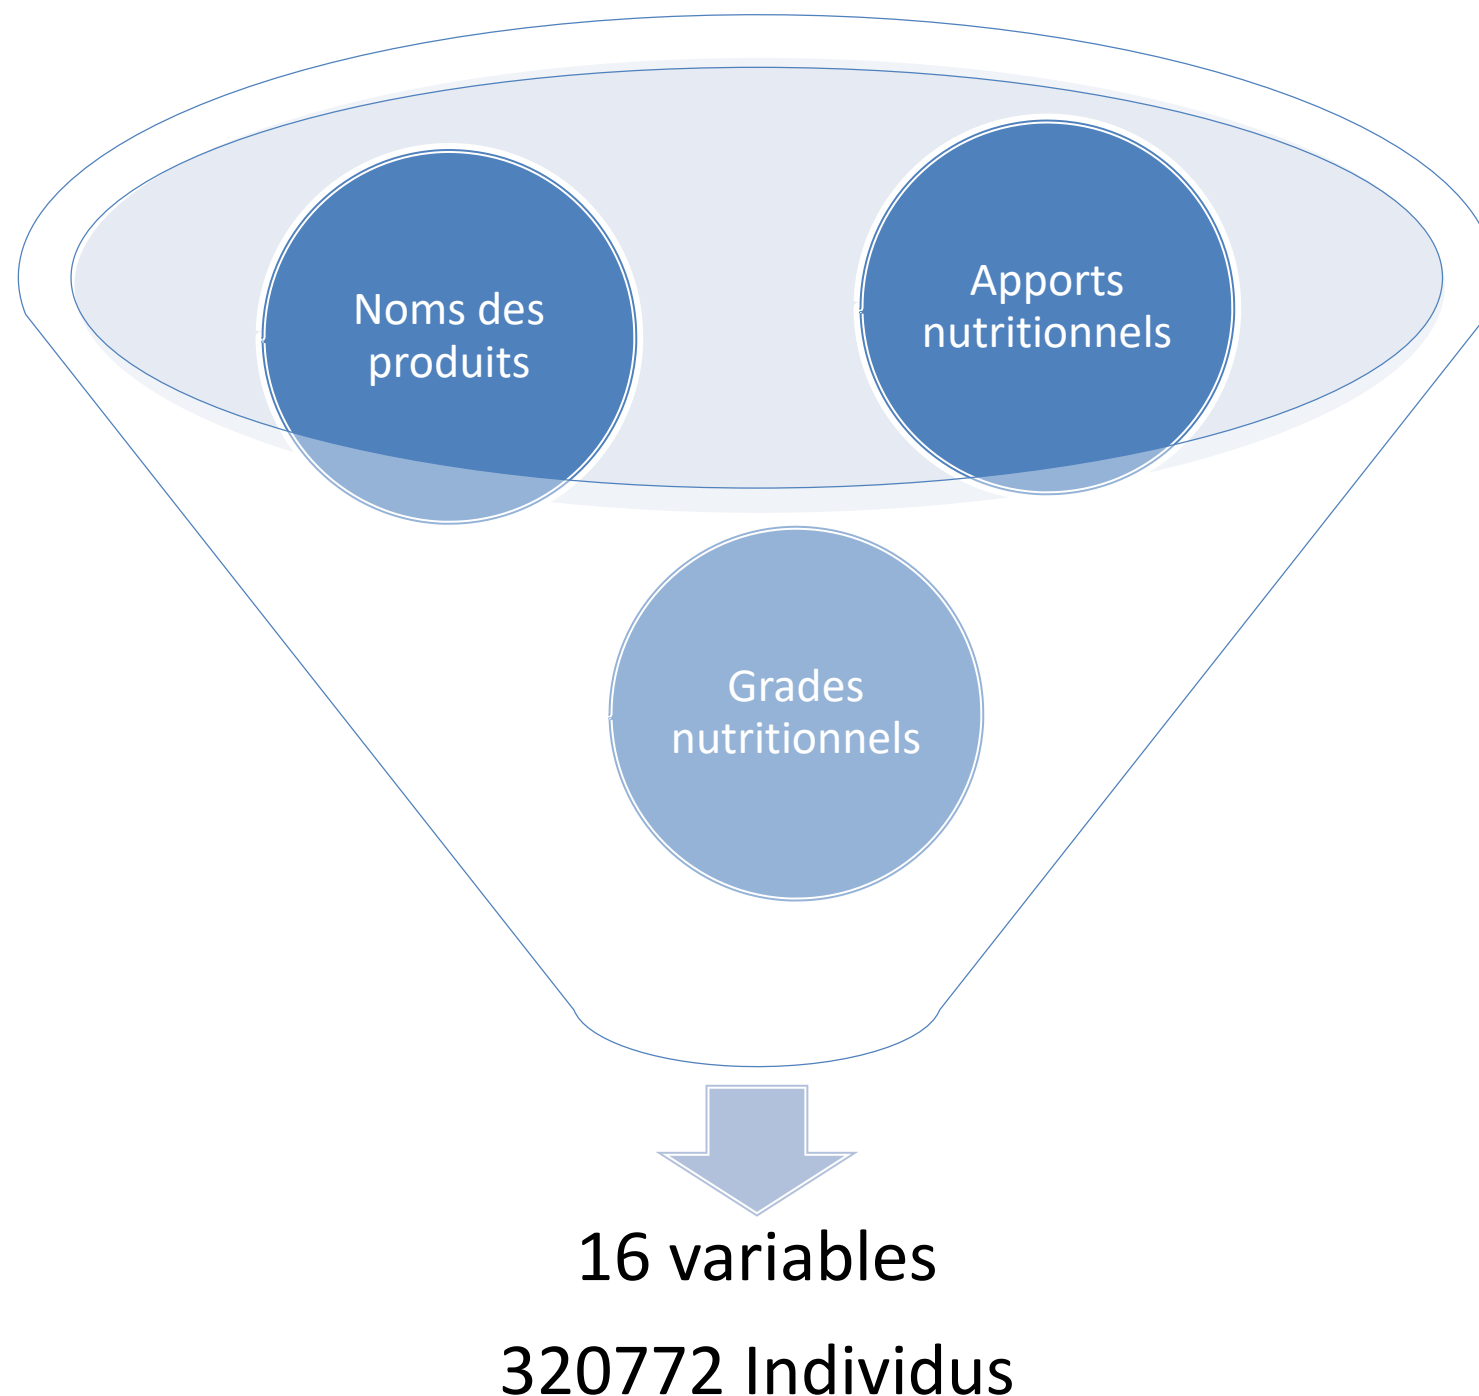 Noms des
produits
Apports
nutritionnels
Grades
nutritionnels
16 variables
320772 Individus